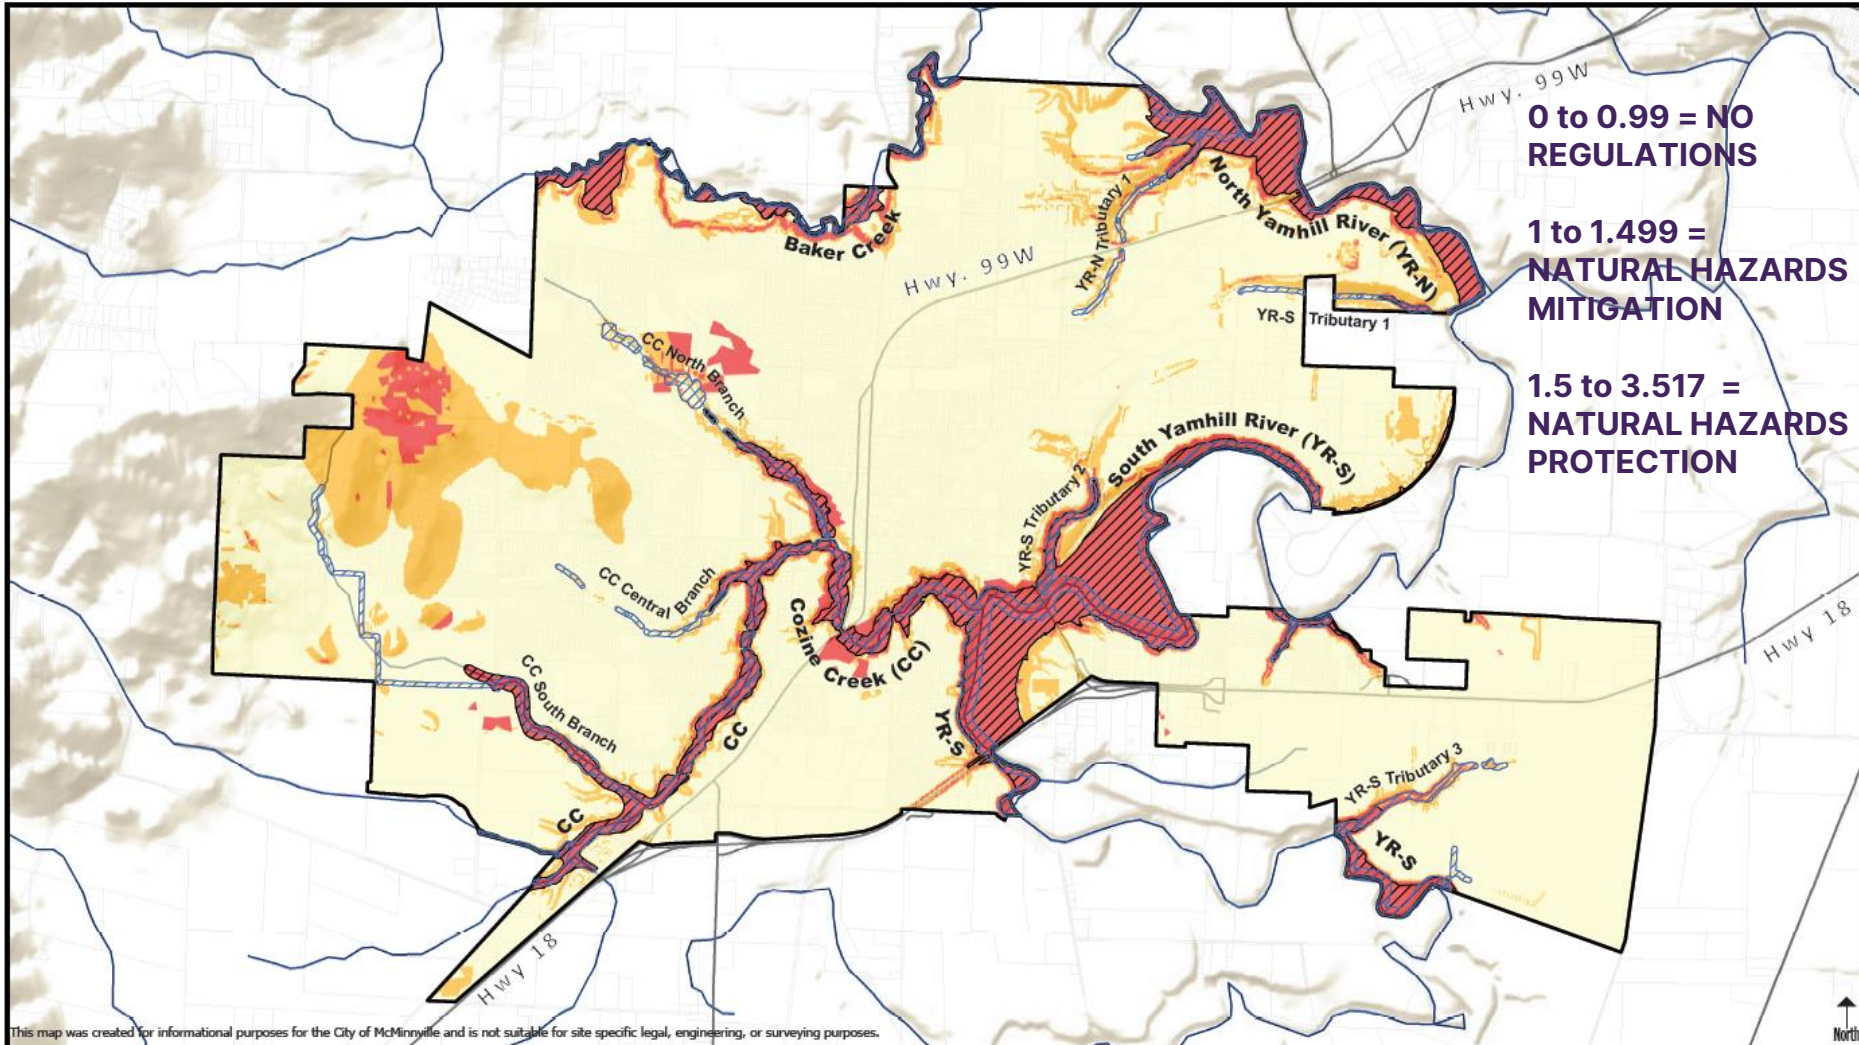 Hwy. 99W
0 to 0.99 = NO
REGULATIONS
1 to 1.499 =
NATURAL HAZARDS
MITIGATION
1.5 to 3.517 =
NATURAL HAZARDS
PROTECTION
North Yamhill River (YR-N)
YR-N Tributary 1
Baker Creek
Hwy. 99W
YR-S Tributary 1
CC North Branch
South Yamhill River (YR-S)
YR-S Tributary 2
CC Central Branch
Cozine Creek (CC)
CC South Branch
CC
YR-S
Hwy 18
YR-S Tributary 3
CC
YR-S
Hwy 18
This map was created for informational purposes for the City of McMinnville and is not suitable for site specific legal, engineering, or surveying purposes.
North